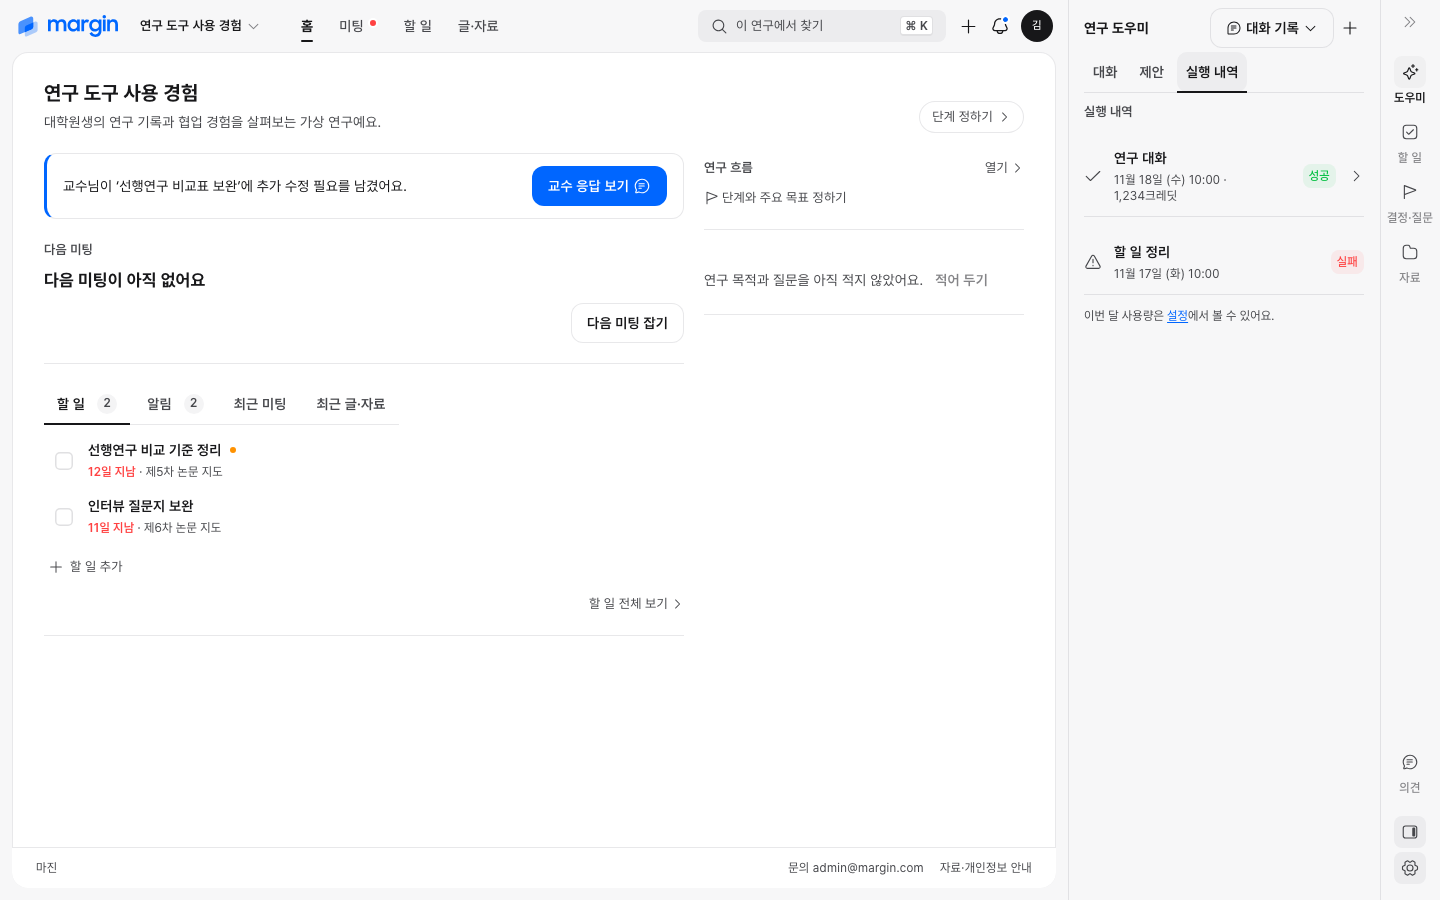 margin
연구 도구 사용 경험
홈
미팅
할 일
글·자료
이 연구에서 찾기
⌘ K
김
연구 도구 사용 경험
대학원생의 연구 기록과 협업 경험을 살펴보는 가상 연구예요.
단계 정하기
교수님이 ‘선행연구 비교표 보완’에 추가 수정 필요를 남겼어요.
교수 응답 보기
연구 흐름
열기
단계와 주요 목표 정하기
다음 미팅
다음 미팅이 아직 없어요
다음 미팅 잡기
연구 목적과 질문을 아직 적지 않았어요.
적어 두기
할 일 2
알림 2
최근 미팅
최근 글·자료
선행연구 비교 기준 정리
12일 지남 · 제5차 논문 지도
인터뷰 질문지 보완
11일 지남 · 제6차 논문 지도
할 일 추가
할 일 전체 보기
마진
문의 admin@margin.com
자료·개인정보 안내
연구 도우미
대화 기록
대화
제안
실행 내역
실행 내역
연구 대화
11월 18일 (수) 10:00 ·
1,234크레딧
성공
할 일 정리
11월 17일 (화) 10:00
실패
이번 달 사용량은 설정에서 볼 수 있어요.
도우미
할 일
결정·질문
자료
의견